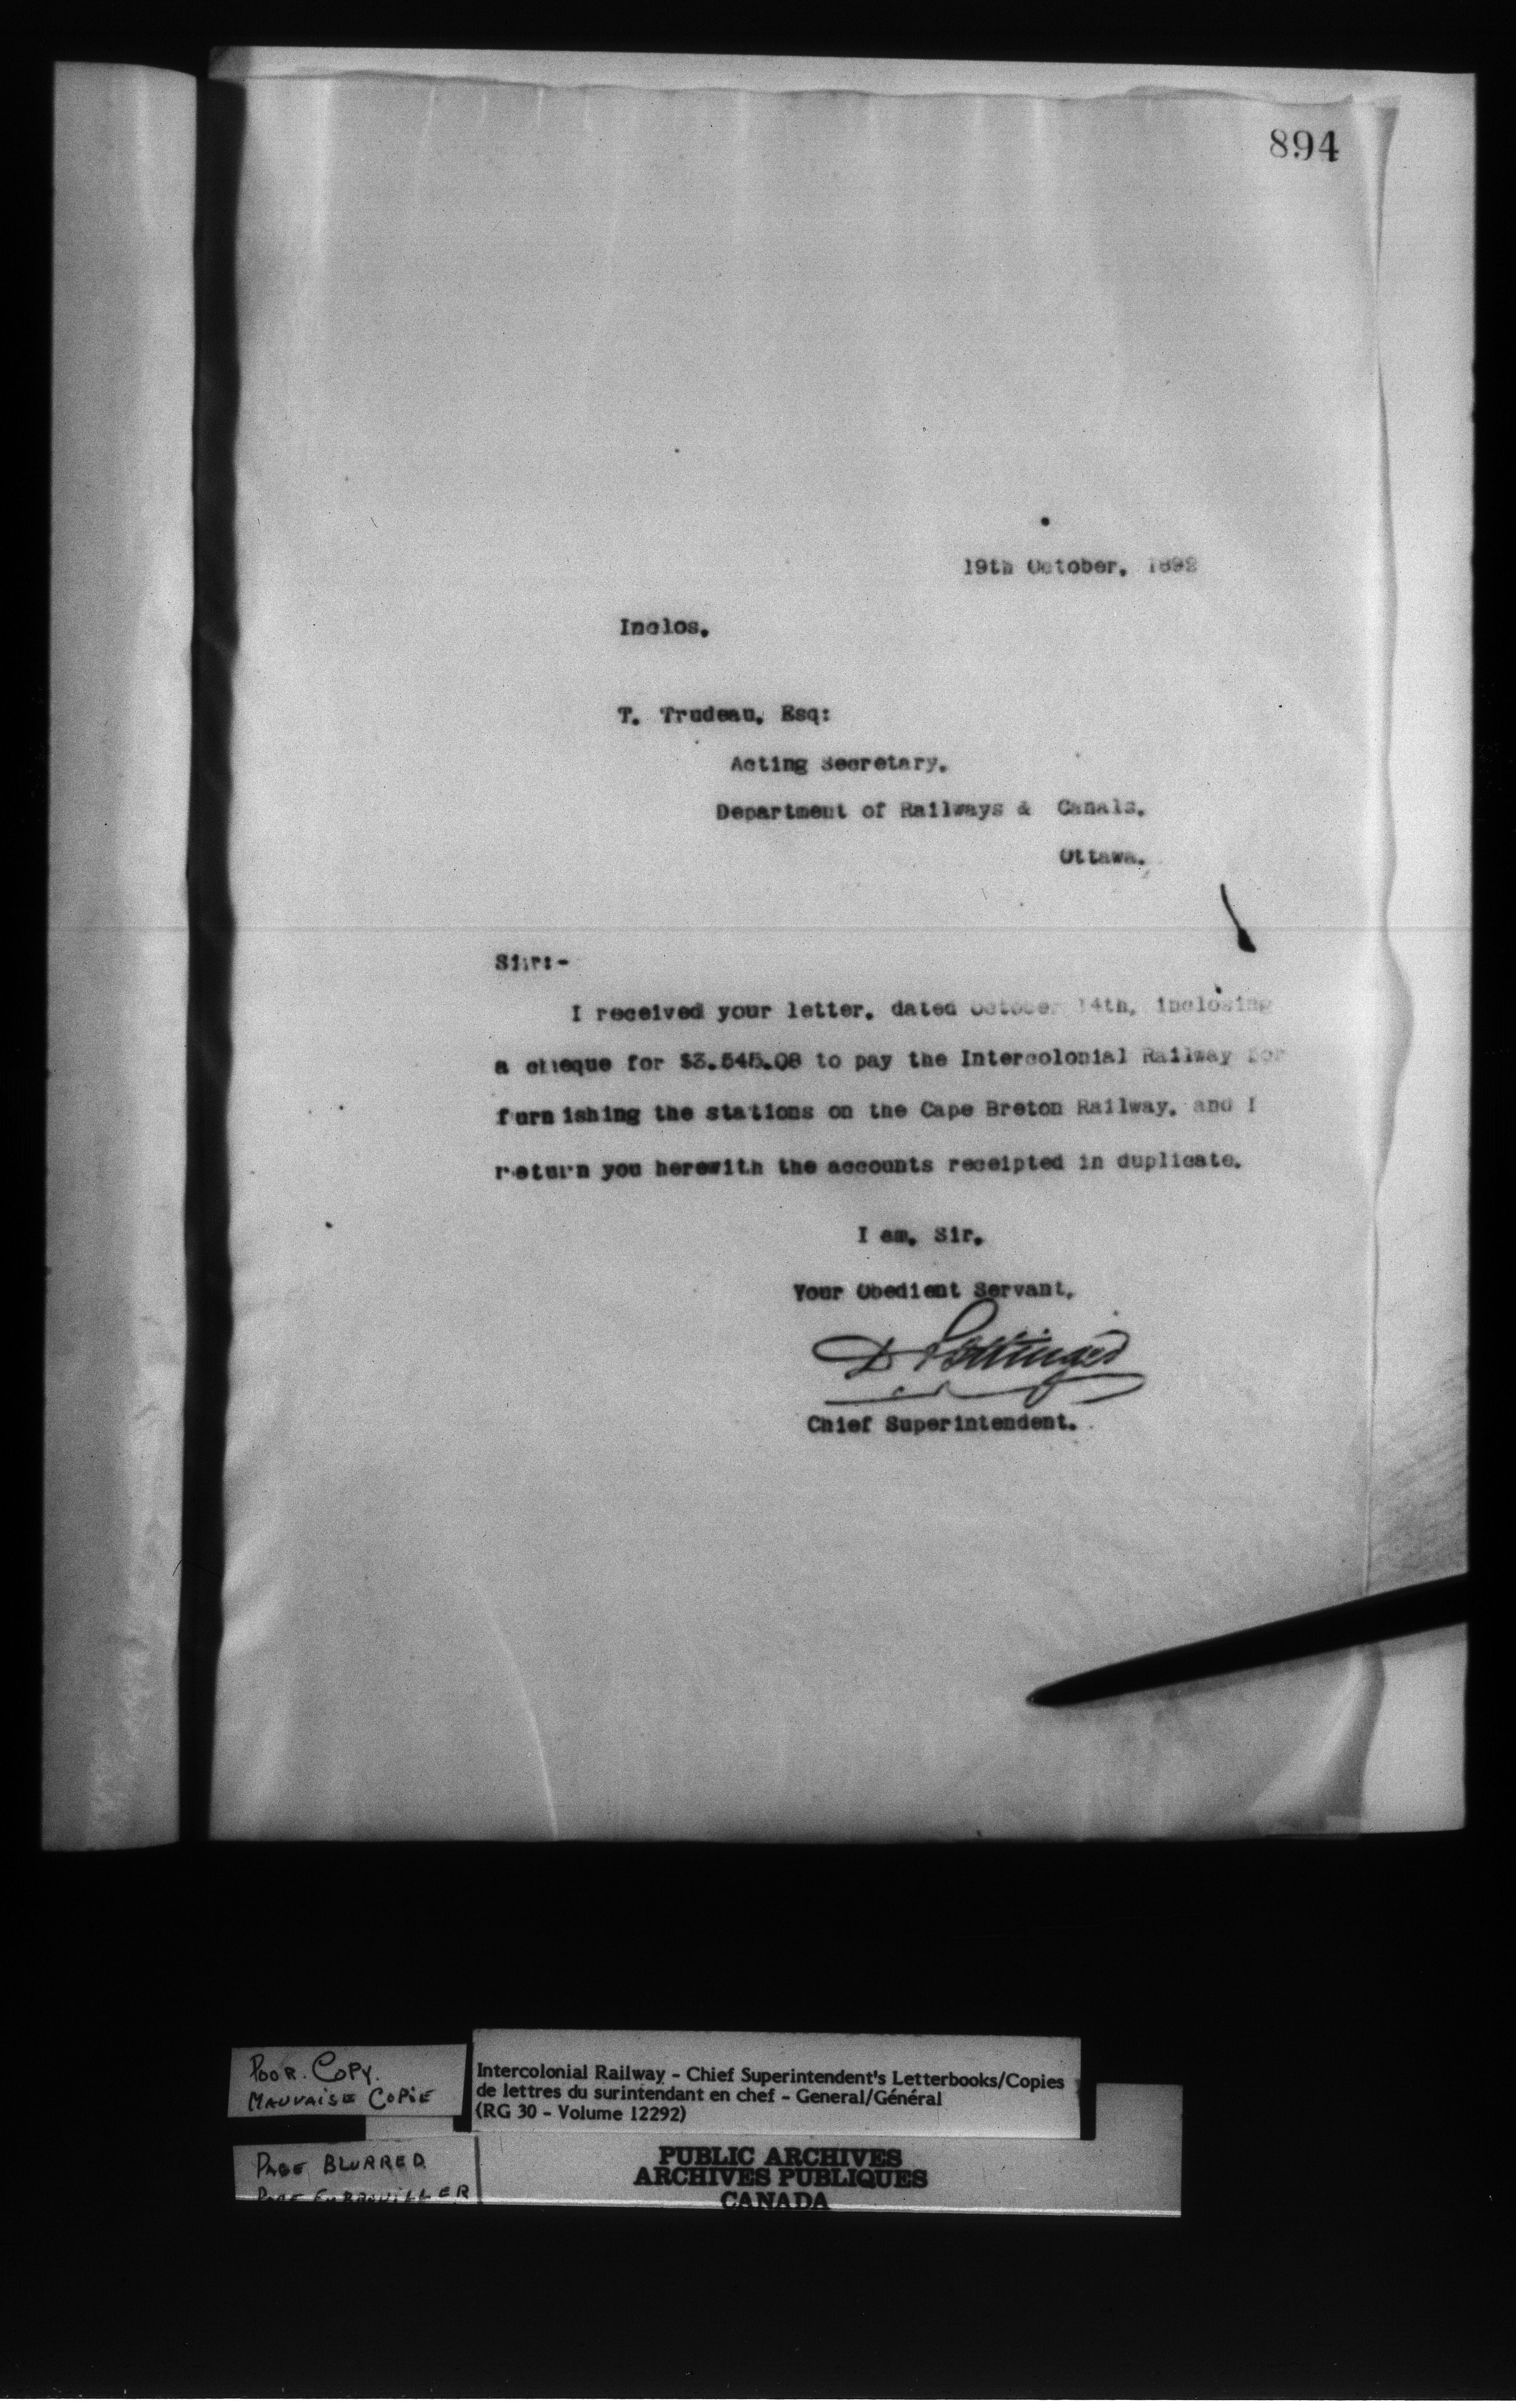 894
19th October, 1892
Inclos.
T. Trudeau, Esq:
Acting Secretary,
Department of Railways & Canals,
Ottawa.
Sir:-
I received your letter, dated October 14th, inclosing
a cheque for $3,545.08 to pay the Intercolonial Railway for
furnishing the stations on the Cape Breton Railway, and I
return you herewith the accounts receipted in duplicate.
I am, Sir,
Your Obedient Servant,
D Pottinger
Chief Superintendent.
POOR. COPY.
MAUVAISE COPIE
Intercolonial Railway - Chief Superintendent's Letterbooks/Copies
de lettres du surintendant en chef - General/Général
(RG 30 - Volume 12292)
PAGE BLURRED
PAGE EMBROUILLER
PUBLIC ARCHIVES
ARCHIVES PUBLIQUES
CANADA